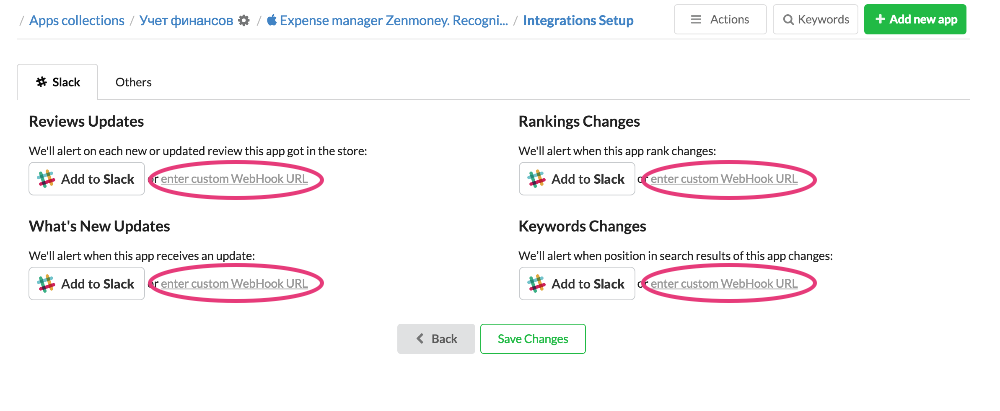 / Apps collections / Учет финансов / Expense manager Zenmoney. Recogni... / Integrations Setup
Actions
Keywords
+ Add new app
Slack
Others
Reviews Updates
We'll alert on each new or updated review this app got in the store:
Add to Slack or enter custom WebHook URL
Rankings Changes
We'll alert when this app rank changes:
Add to Slack or enter custom WebHook URL
What's New Updates
We'll alert when this app receives an update:
Add to Slack or enter custom WebHook URL
Keywords Changes
We'll alert when position in search results of this app changes:
Add to Slack or enter custom WebHook URL
Back
Save Changes